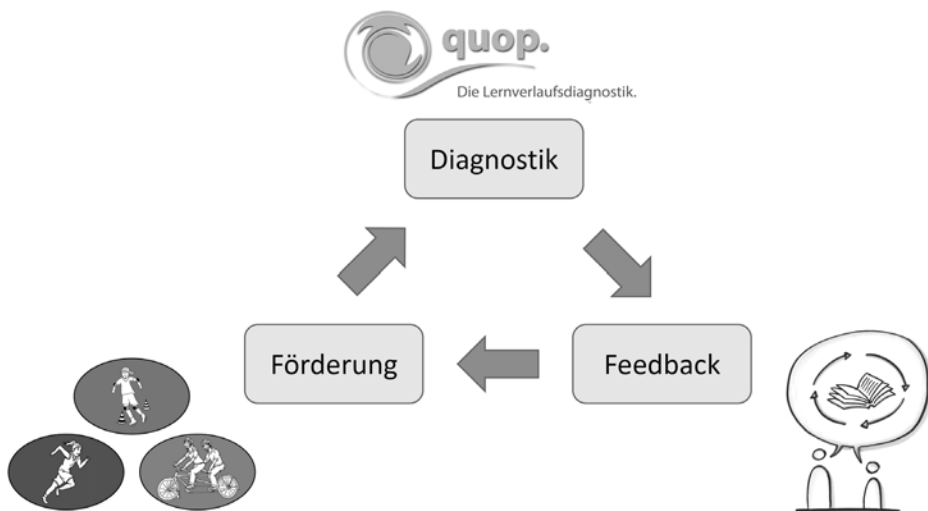 quop.
Die Lernverlaufsdiagnostik.
Diagnostik
Förderung
Feedback